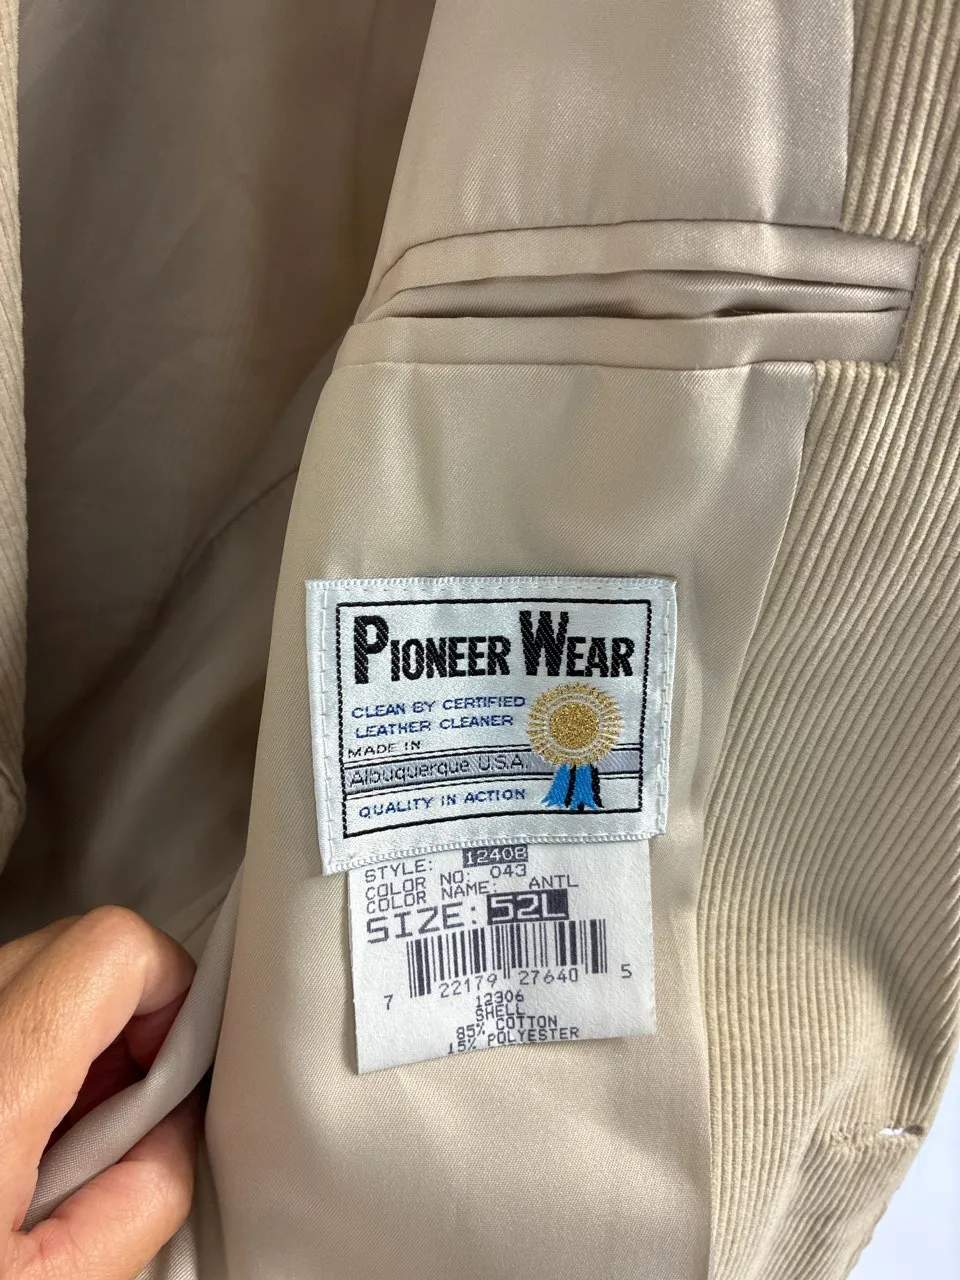 PIONEER WEAR
CLEAN BY CERTIFIED
LEATHER CLEANER
MADE IN
Albuquerque U.S.A.
QUALITY IN ACTION
STYLE: 12408
COLOR NO: 043
COLOR NAME: ANTL
SIZE: 52L
7 22179 27640 5
12306
SHELL
85% COTTON
15% POLYESTER